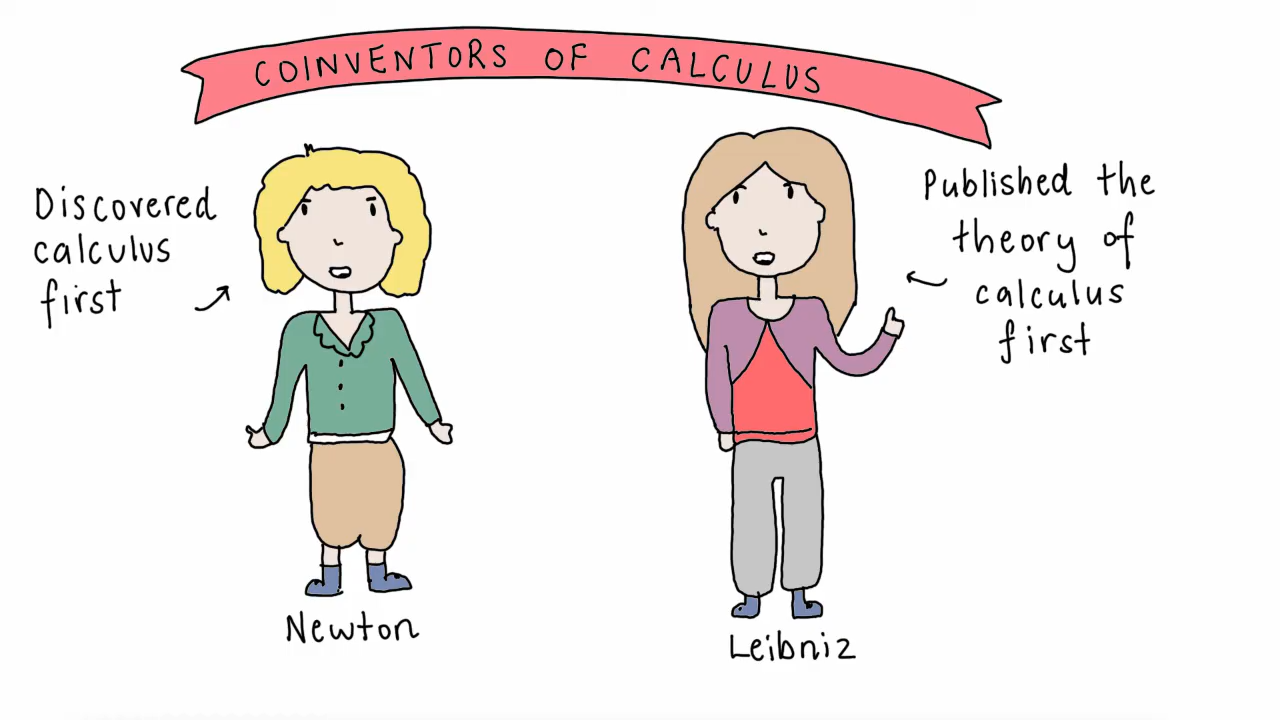 COINVENTORS OF CALCULUS
Discovered
calculus
first
Published the
theory of
calculus
first
Newton
Leibniz